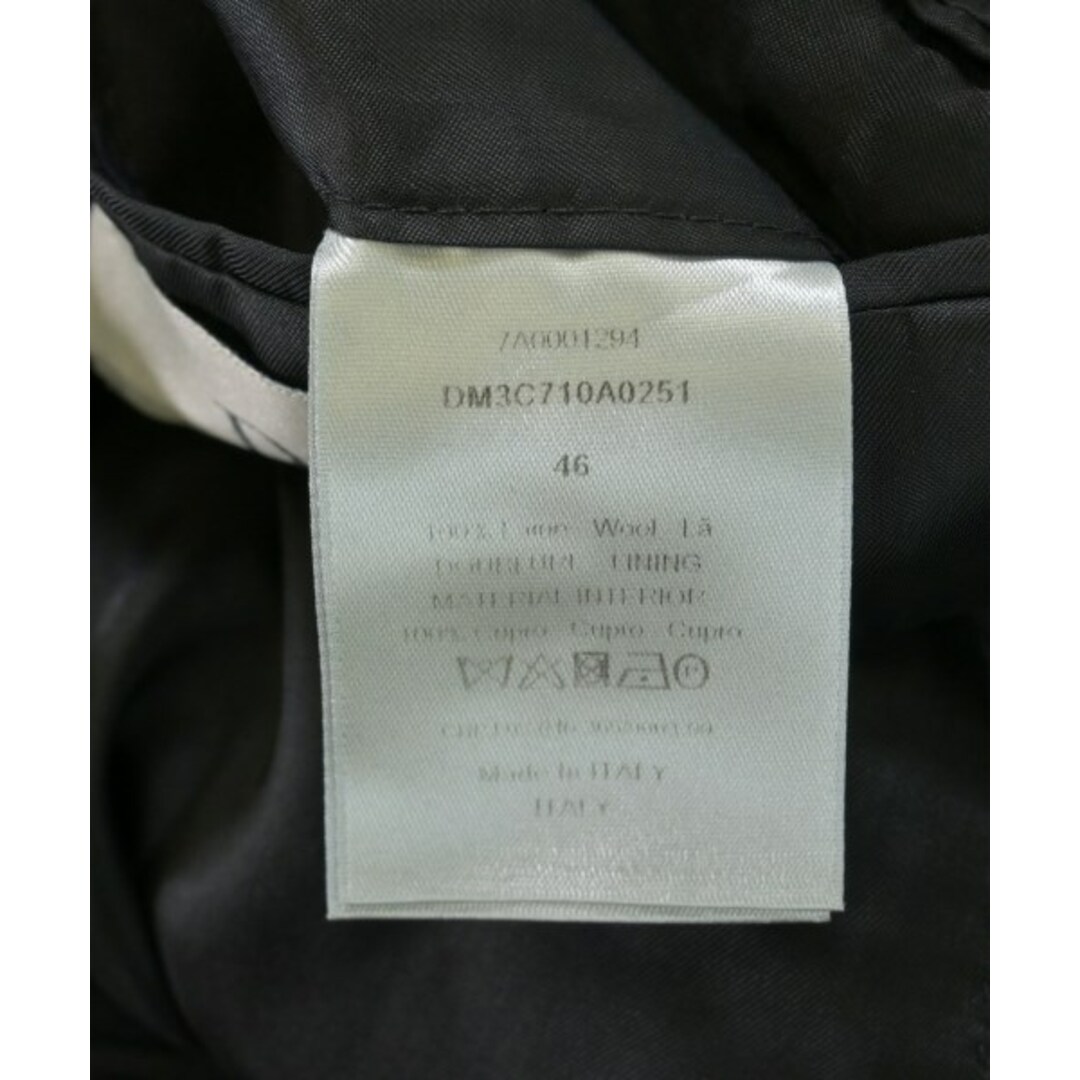 7A0001294
DM3C710A0251
46
100% Laine Wool Lã
DOUBLURE LINING
MATERIAL INTERIOR
100% Cupro Cupro Cupro
Made In ITALY
ITALY